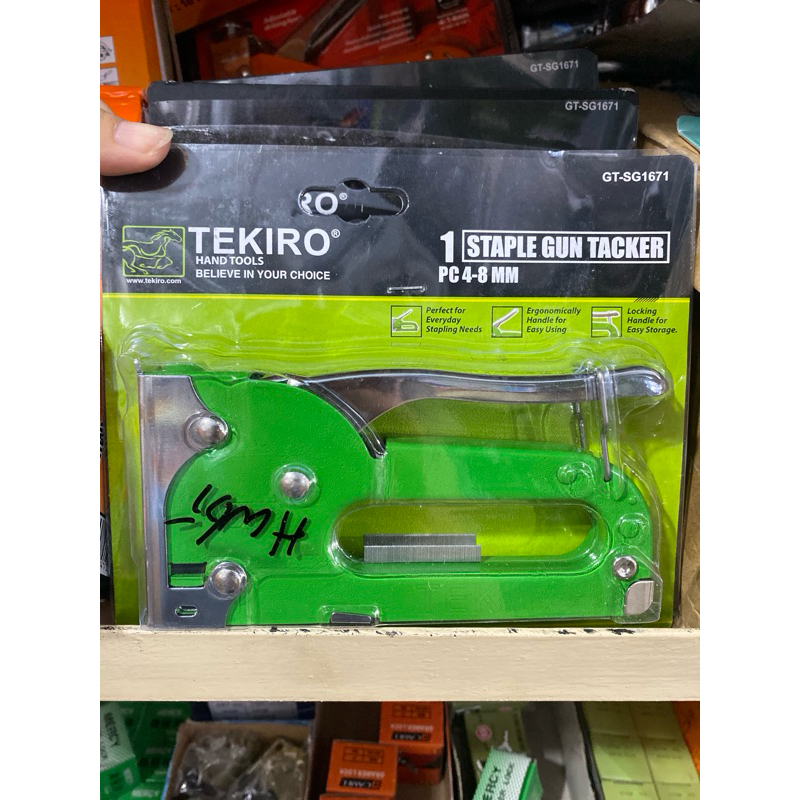 GT-SG1671
GT-SG1671
GT-SG1671
RO®
TEKIRO®
HAND TOOLS
BELIEVE IN YOUR CHOICE
www.tekiro.com
1 STAPLE GUN TACKER
PC 4-8 MM
Perfect for
Everyday
Stapling Needs
Ergonomically
Handle for
Easy Using
Locking
Handle for
Easy Storage.